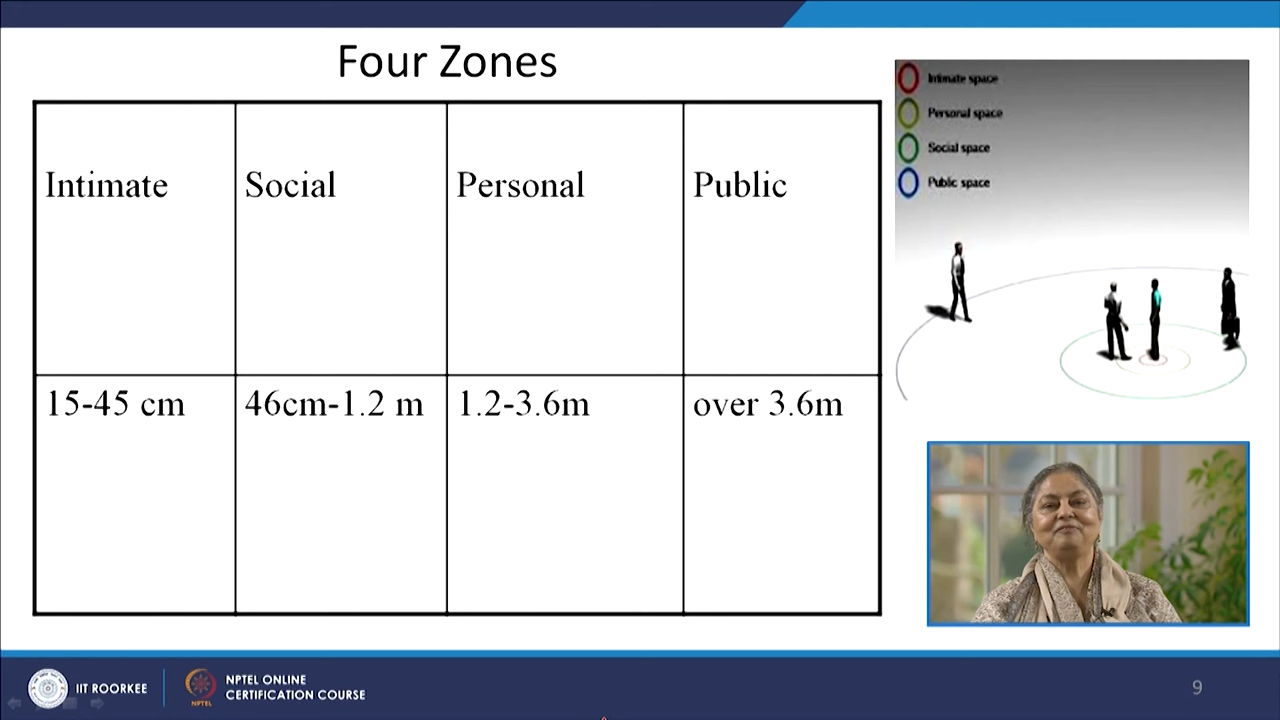 Four Zones
Intimate
Social
Personal
Public
15-45 cm
46cm-1.2 m
1.2-3.6m
over 3.6m
Intimate space
Personal space
Social space
Public space
IIT ROORKEE
NPTEL
NPTEL ONLINE
CERTIFICATION COURSE
9